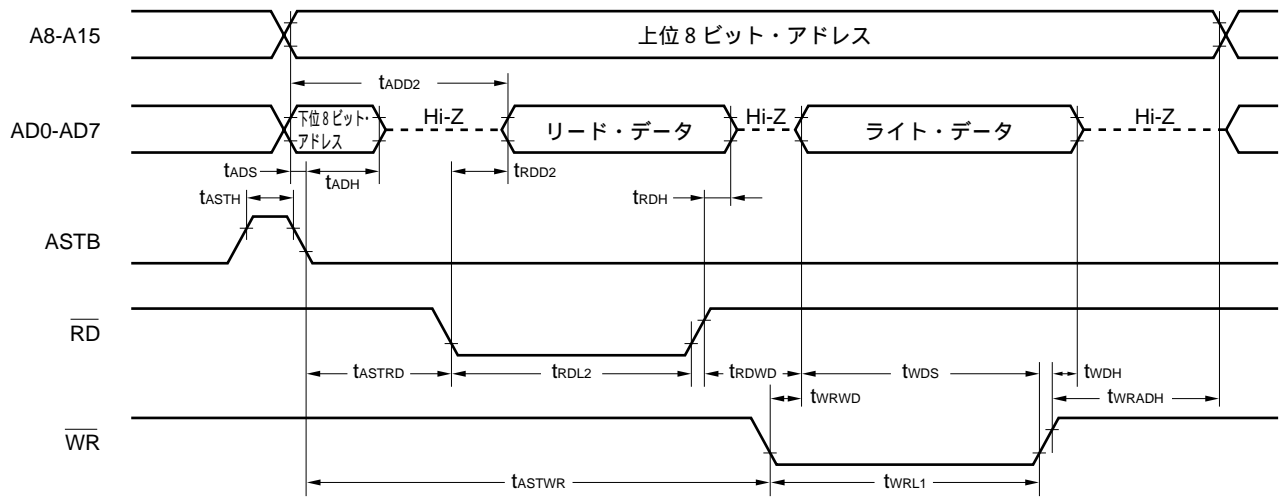 A8-A15
上位8ビット・アドレス
tADD2
AD0-AD7
下位8ビット・
アドレス
Hi-Z
リード・データ
Hi-Z
ライト・データ
Hi-Z
tADS
tADH
tRDD2
tASTH
tRDH
ASTB
RD
tASTRD
tRDL2
tRDWD
tWDS
tWDH
tWRWD
tWRADH
WR
tASTWR
tWRL1